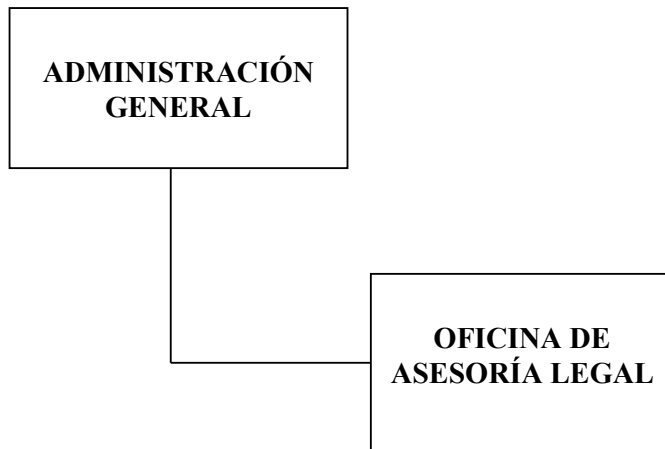 ADMINISTRACIÓN
GENERAL
OFICINA DE
ASESORÍA LEGAL